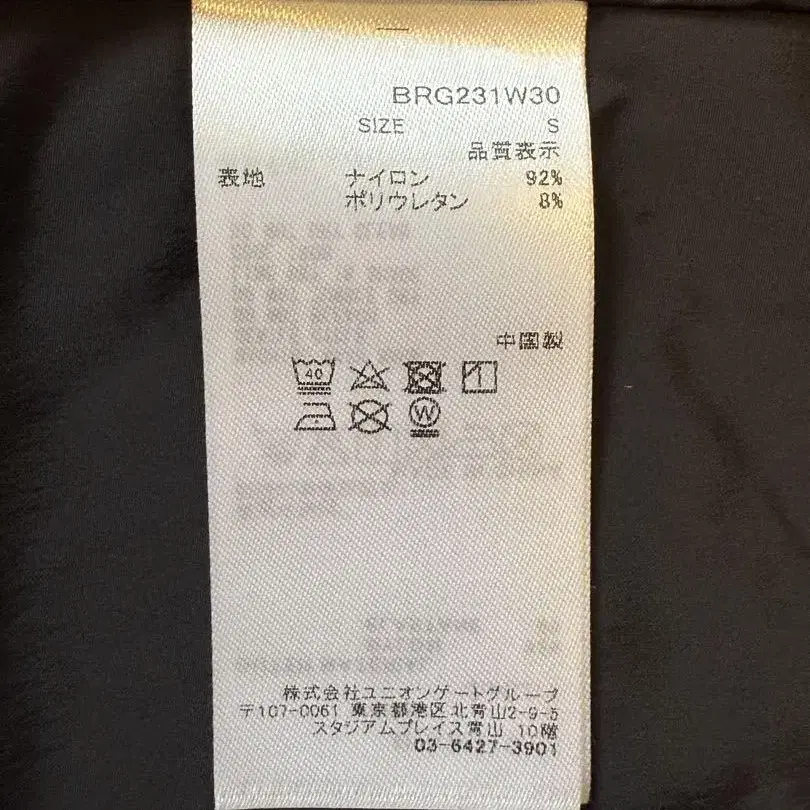 BRG231W30
SIZE S
品質表示
表地 ナイロン 92%
ポリウレタン 8%
中国製
40
W
株式会社ユニオンゲートグループ
〒107-0061 東京都港区北青山2-9-5
スタジアムプレイス青山 10階
03-6427-3901